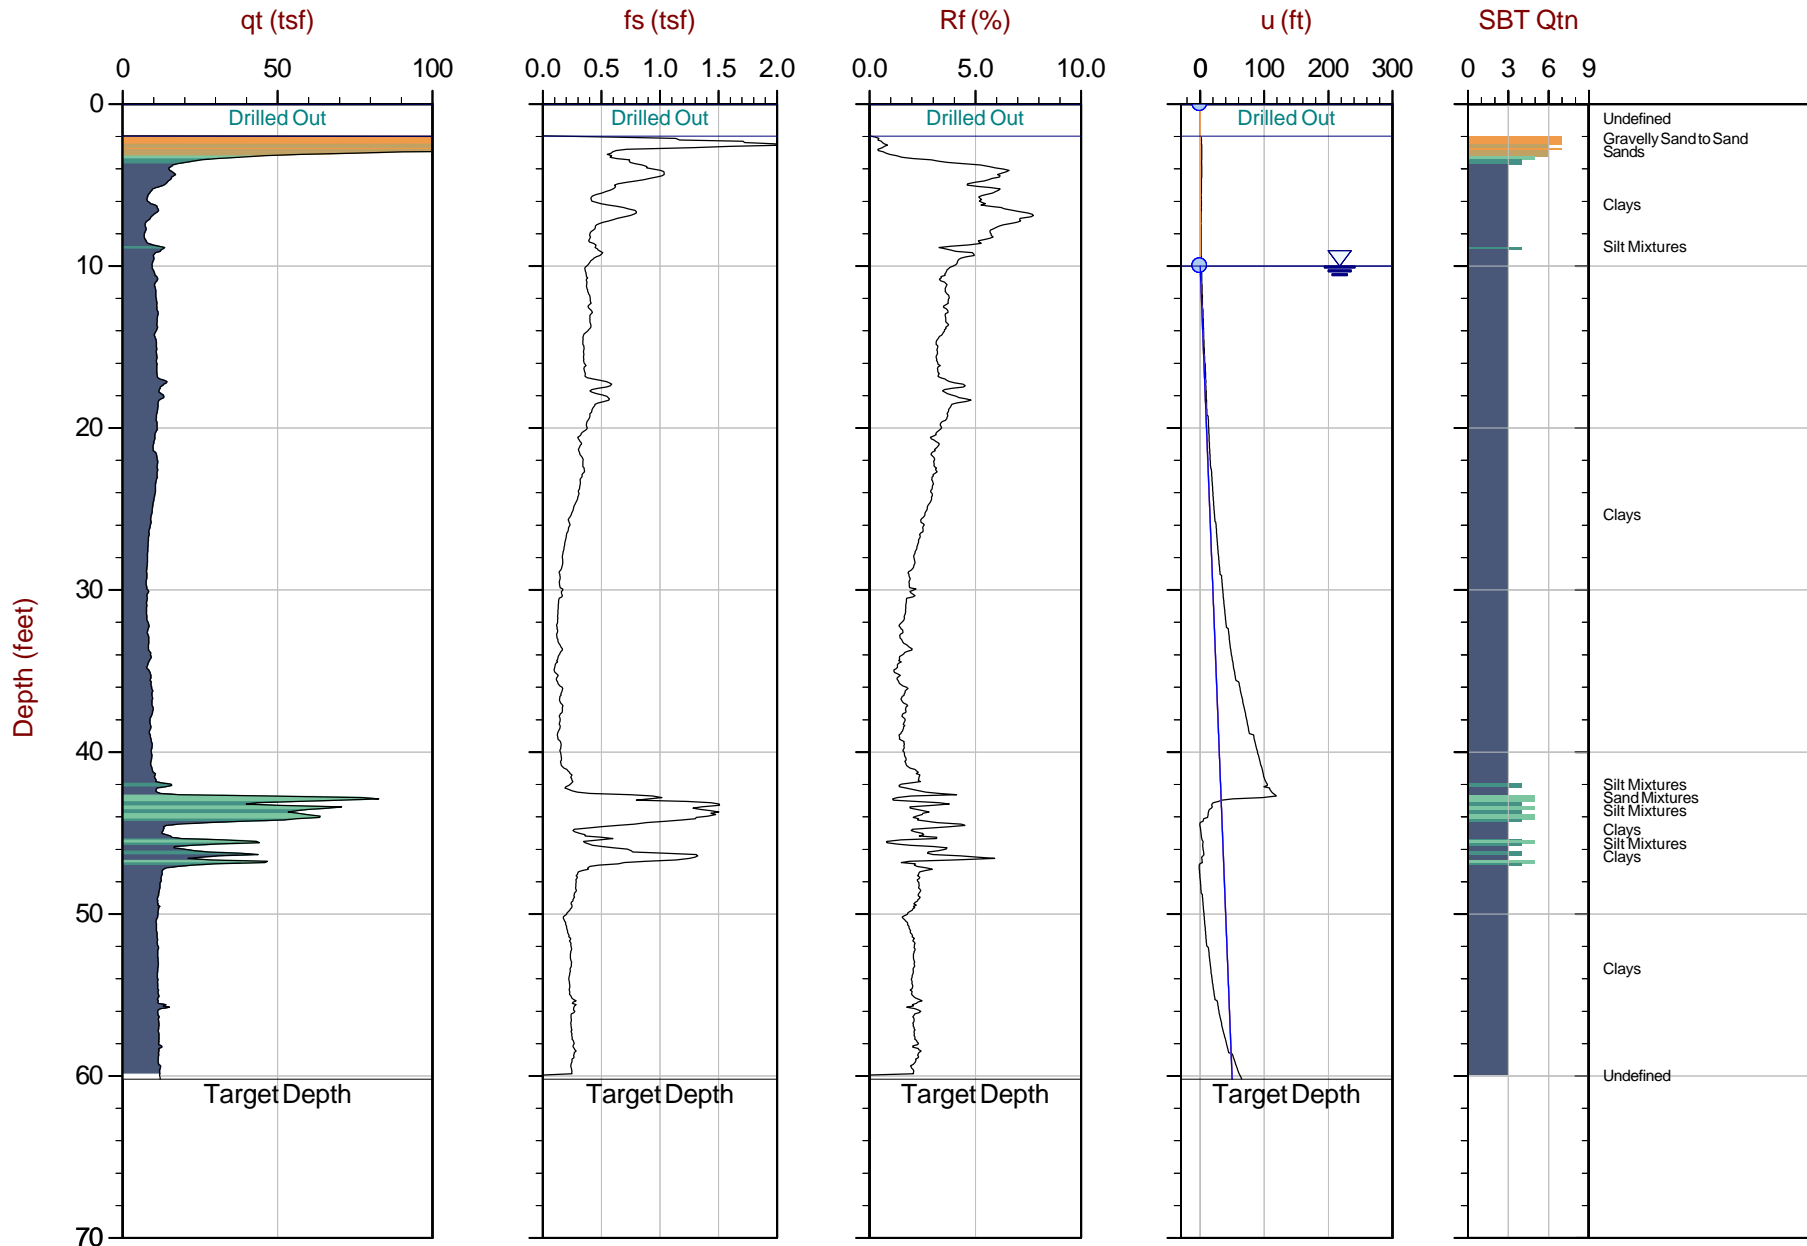 qt (tsf) fs (tsf) Rf (%) u (ft) SBT Qtn
0 50 100 0.0 0.5 1.0 1.5 2.0 0.0 5.0 10.0 0 100 200 300 0 3 6 9
0
Drilled Out Drilled Out Drilled Out Drilled Out Undefined
Gravelly Sand to Sand
Sands
Clays
Silt Mixtures
10
20
Clays
30
Depth (feet)
40
Silt Mixtures
Sand Mixtures
Silt Mixtures
Clays
Silt Mixtures
Clays
50
Clays
60
Undefined
Target Depth Target Depth Target Depth Target Depth
70